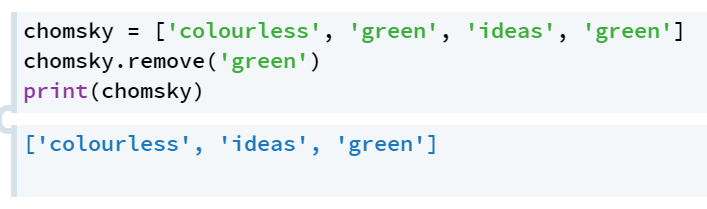 chomsky = ['colourless', 'green', 'ideas', 'green']
chomsky.remove('green')
print(chomsky)
['colourless', 'ideas', 'green']